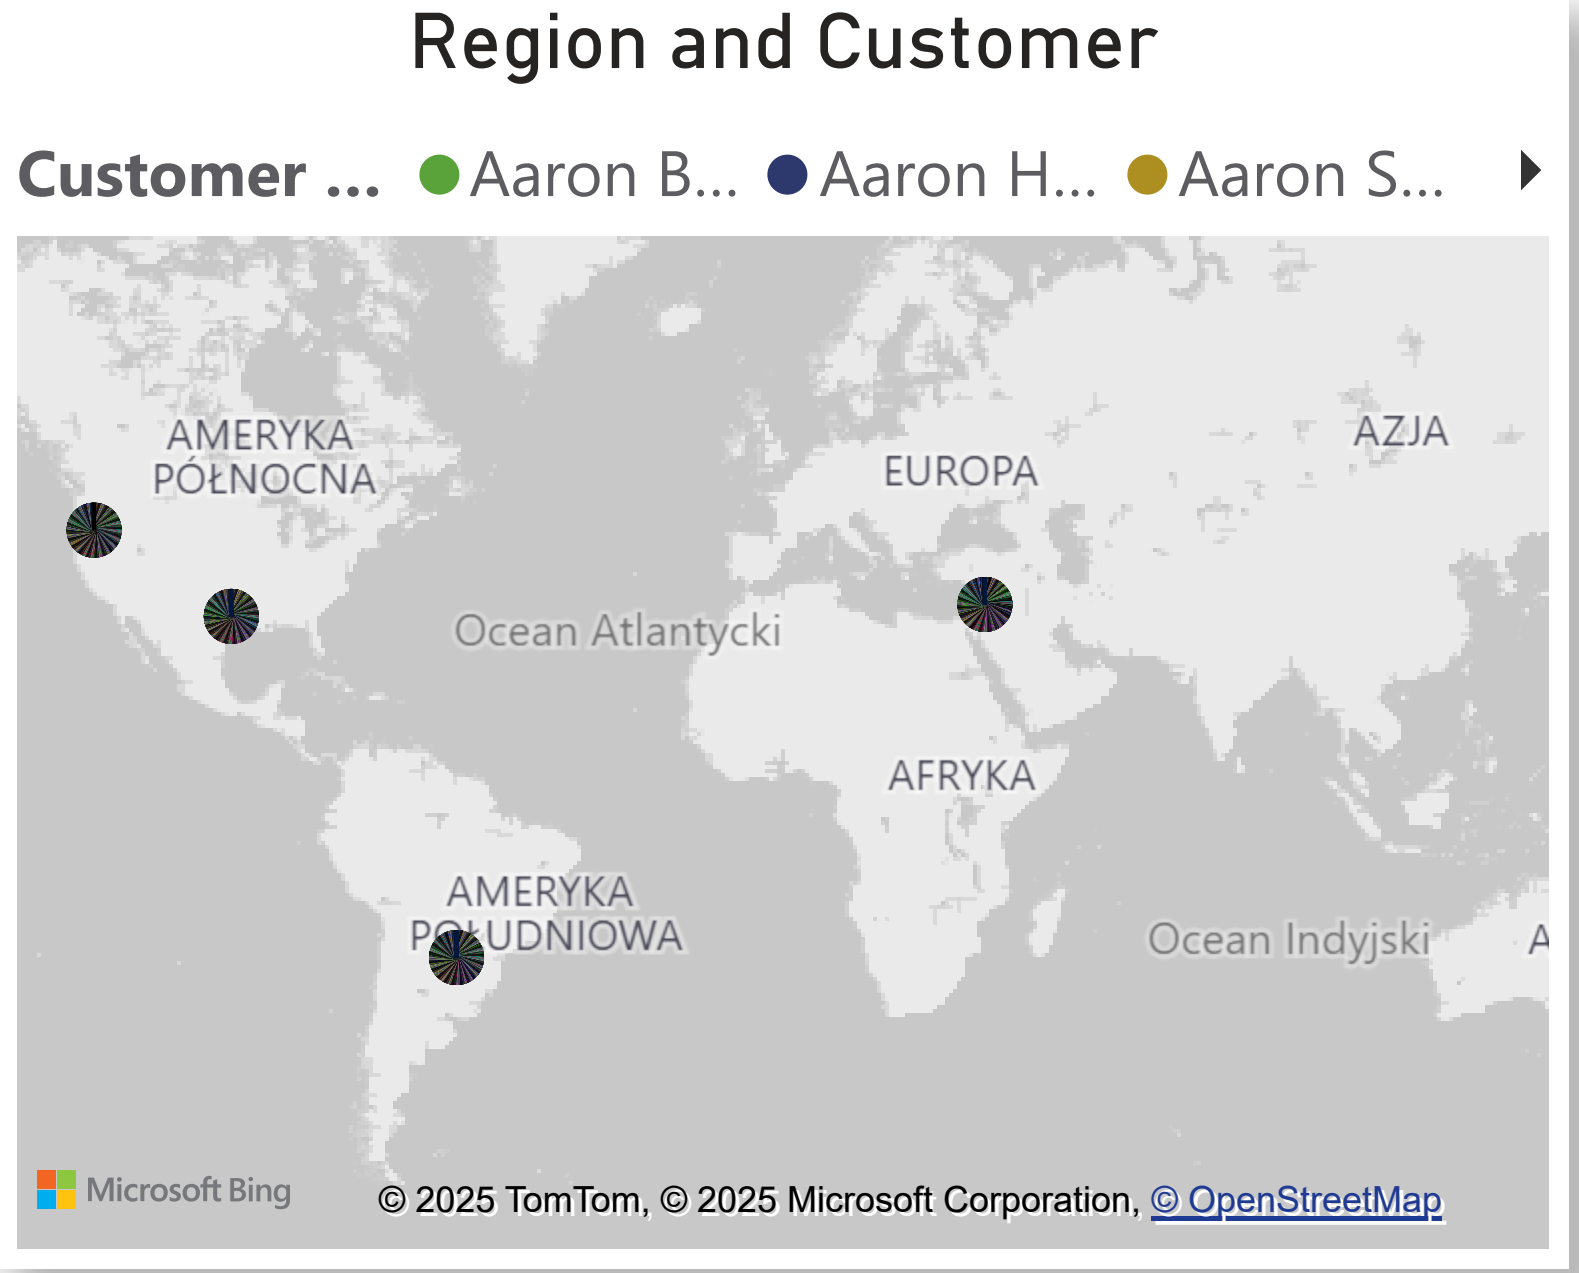 Region and Customer
Customer ... Aaron B... Aaron H... Aaron S...
AMERYKA
PÓŁNOCNA
EUROPA
AZJA
Ocean Atlantycki
AFRYKA
AMERYKA
POŁUDNIOWA
Ocean Indyjski
A
Microsoft Bing
© 2025 TomTom, © 2025 Microsoft Corporation, © OpenStreetMap